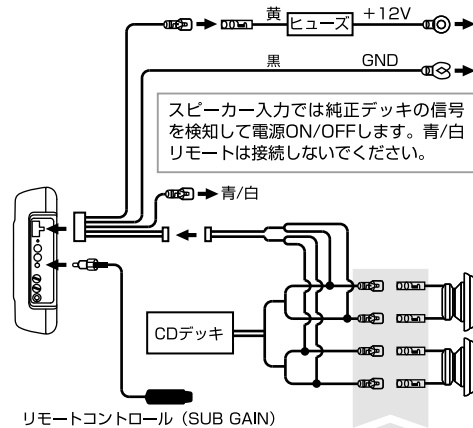 黄 ヒューズ +12V
黒 GND
スピーカー入力では純正デッキの信号
を検知して電源ON/OFFします。青/白
リモートは接続しないでください。
青/白
CDデッキ
リモートコントロール（SUB GAIN）